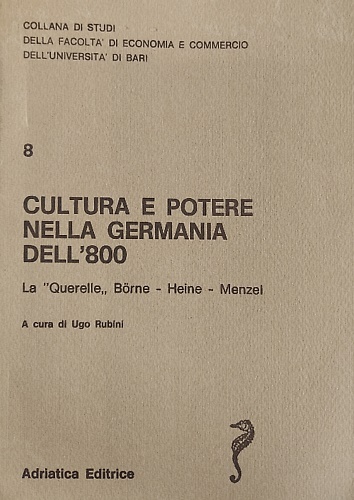 COLLANA DI STUDI
DELLA FACOLTA' DI ECONOMIA E COMMERCIO
DELL'UNIVERSITA' DI BARI
8
CULTURA E POTERE
NELLA GERMANIA
DELL'800
La "Querelle„ Börne - Heine - Menzel
A cura di Ugo Rubini
Adriatica Editrice